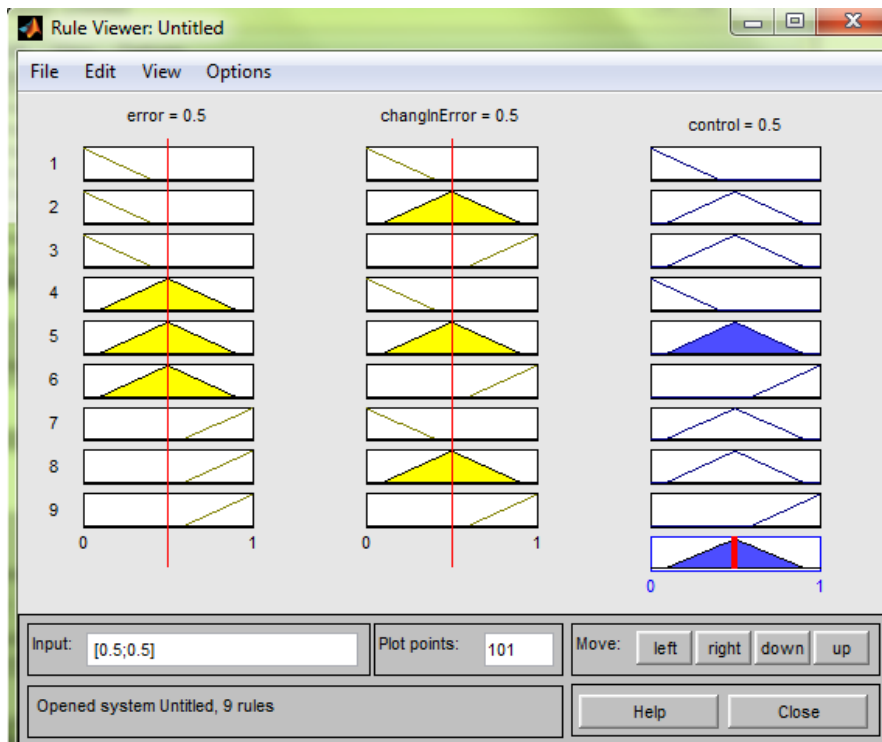 Rule Viewer: Untitled
File Edit View Options
error = 0.5 changInError = 0.5 control = 0.5
1
2
3
4
5
6
7
8
9
0 1 0 1
0 1
Input: [0.5;0.5] Plot points: 101 Move: left right down up
Opened system Untitled, 9 rules Help Close